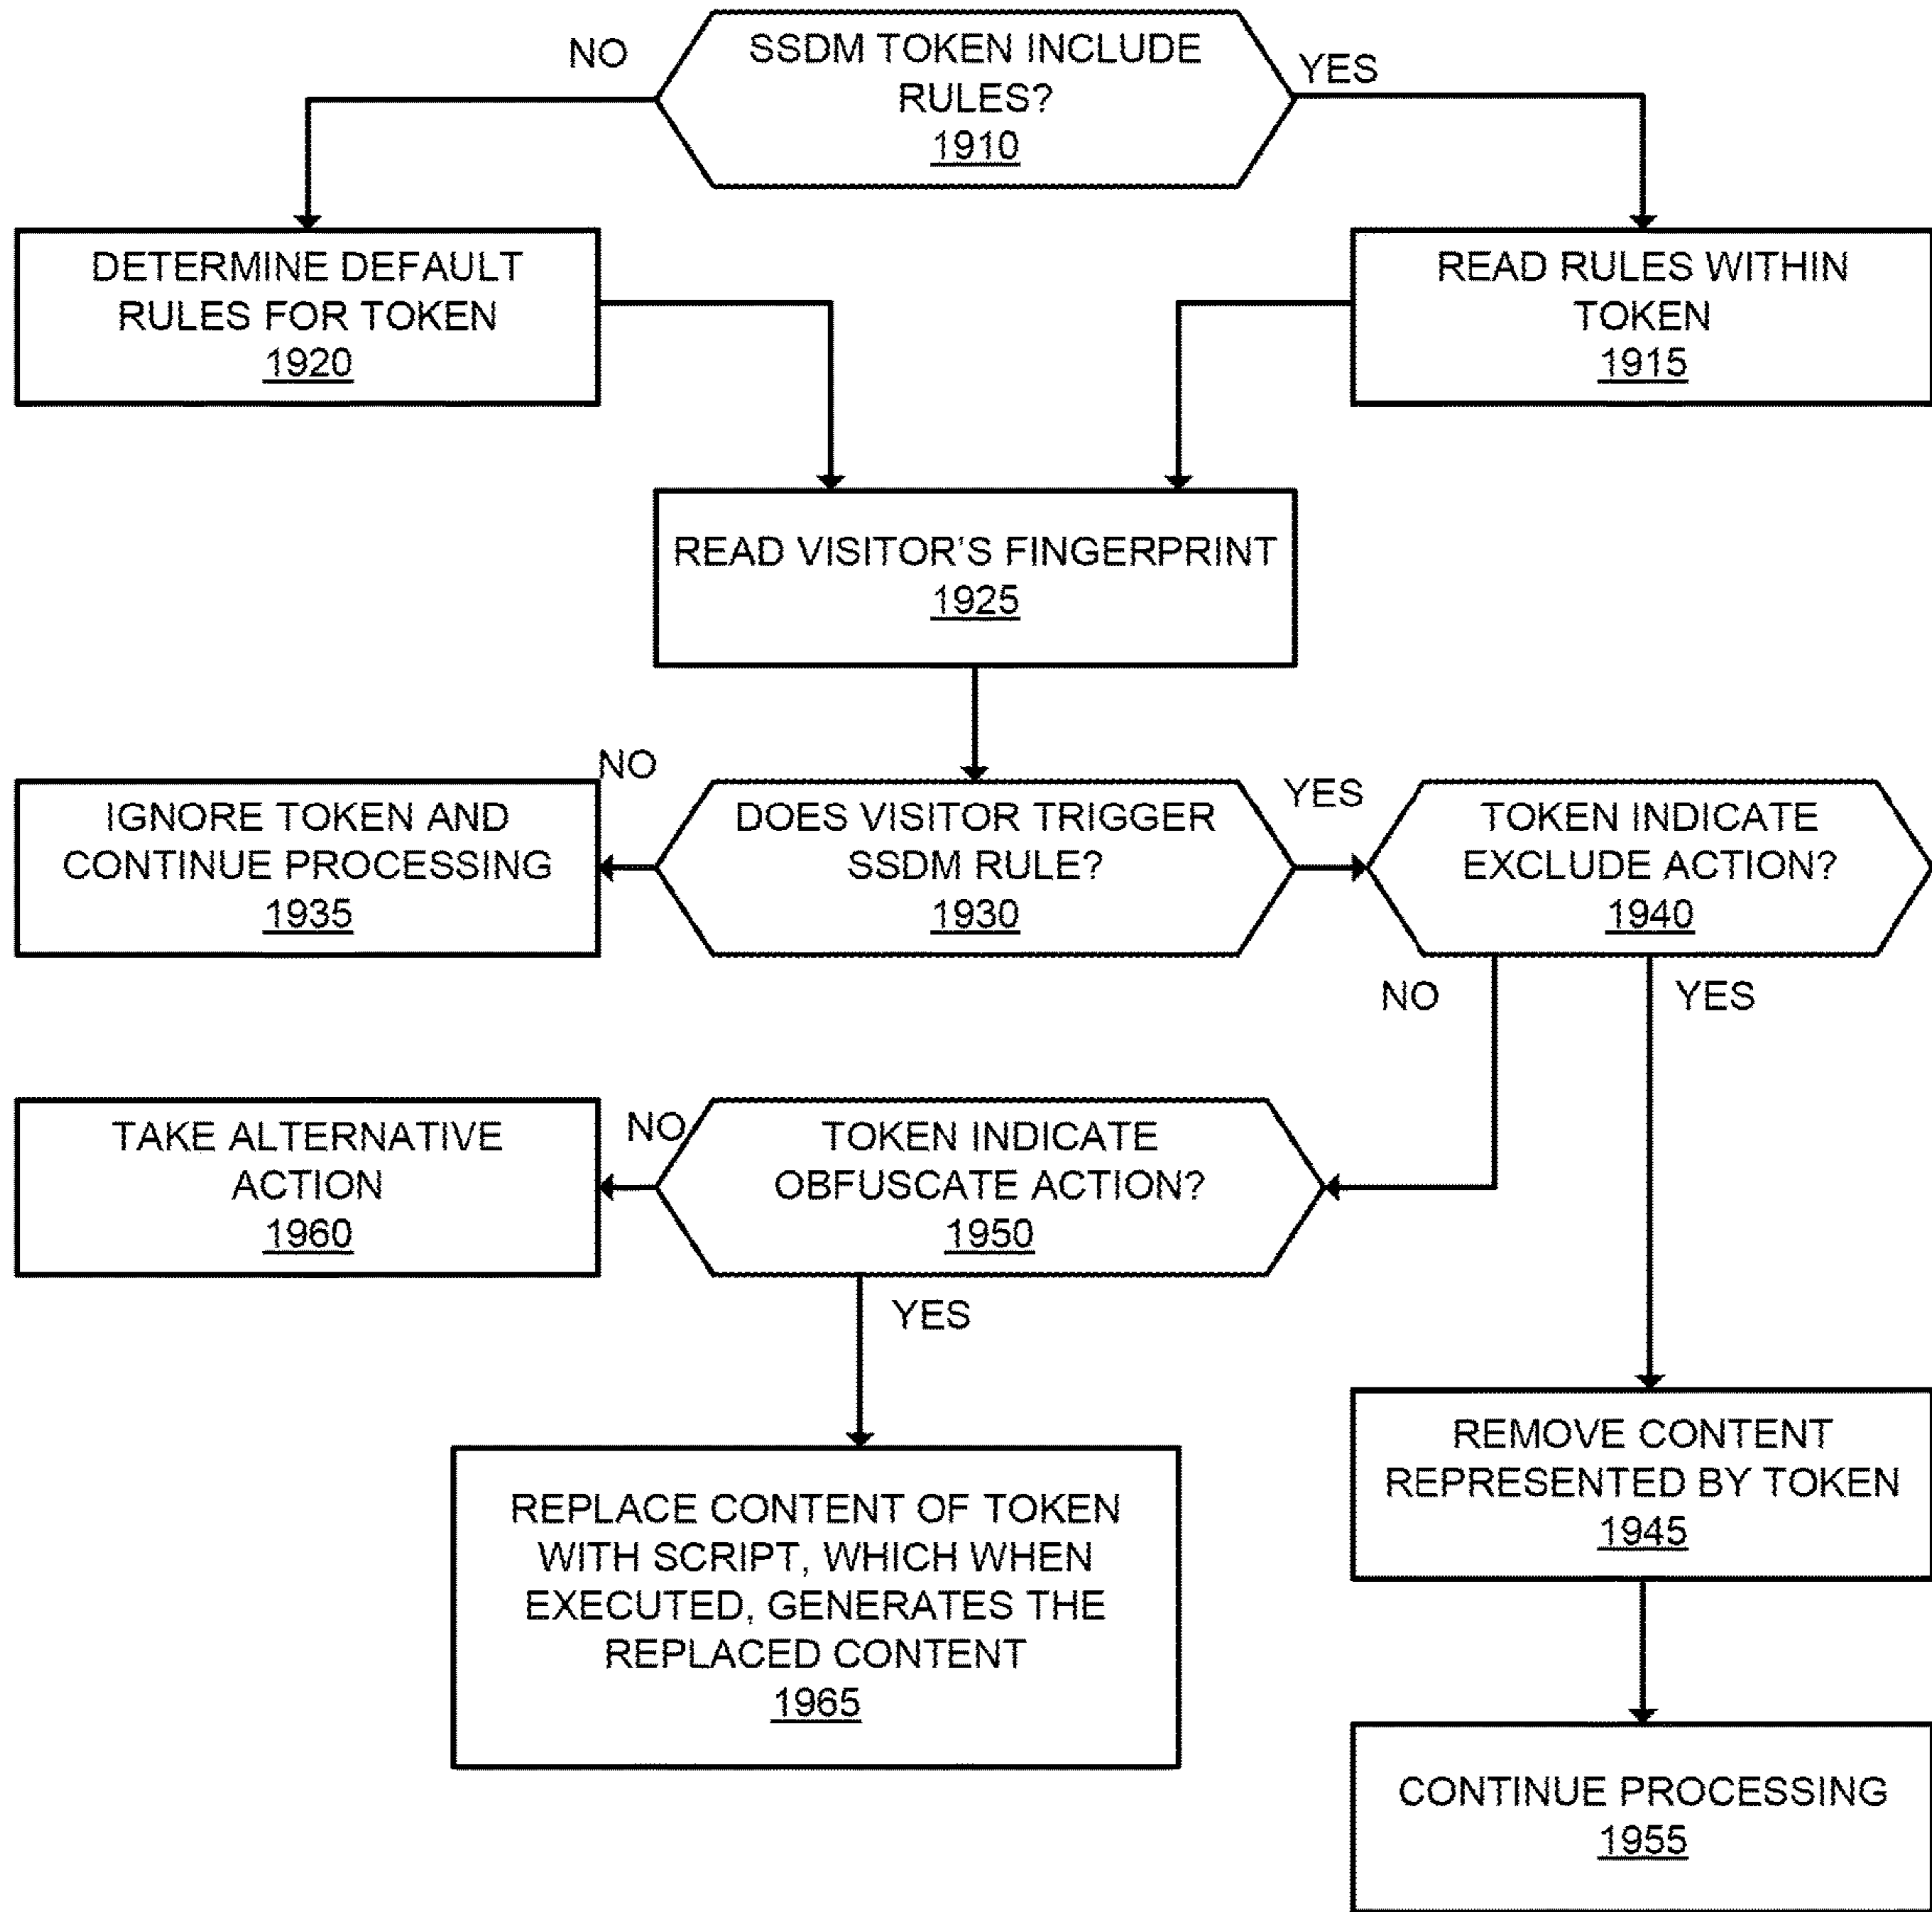 NO
SSDM TOKEN INCLUDE
RULES?
1910
YES
DETERMINE DEFAULT
RULES FOR TOKEN
1920
READ RULES WITHIN
TOKEN
1915
READ VISITOR'S FINGERPRINT
1925
IGNORE TOKEN AND
CONTINUE PROCESSING
1935
NO
DOES VISITOR TRIGGER
SSDM RULE?
1930
YES
TOKEN INDICATE
EXCLUDE ACTION?
1940
NO
YES
TAKE ALTERNATIVE
ACTION
1960
NO
TOKEN INDICATE
OBFUSCATE ACTION?
1950
YES
REPLACE CONTENT OF TOKEN
WITH SCRIPT, WHICH WHEN
EXECUTED, GENERATES THE
REPLACED CONTENT
1965
REMOVE CONTENT
REPRESENTED BY TOKEN
1945
CONTINUE PROCESSING
1955